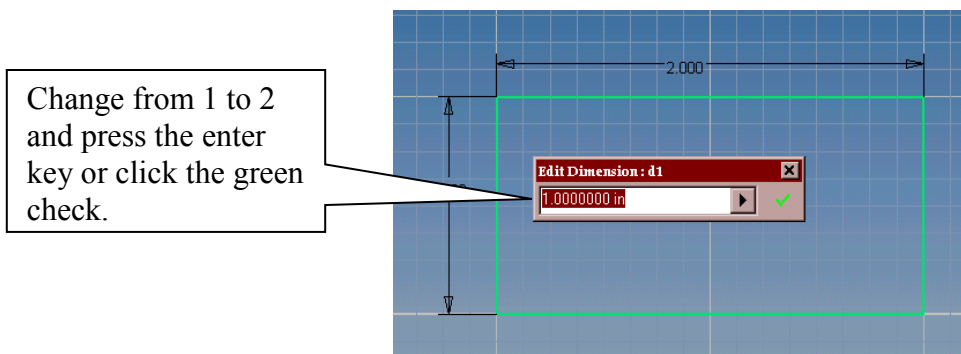 2.000
Change from 1 to 2
and press the enter
key or click the green
check.
Edit Dimension : d1
1.0000000 in